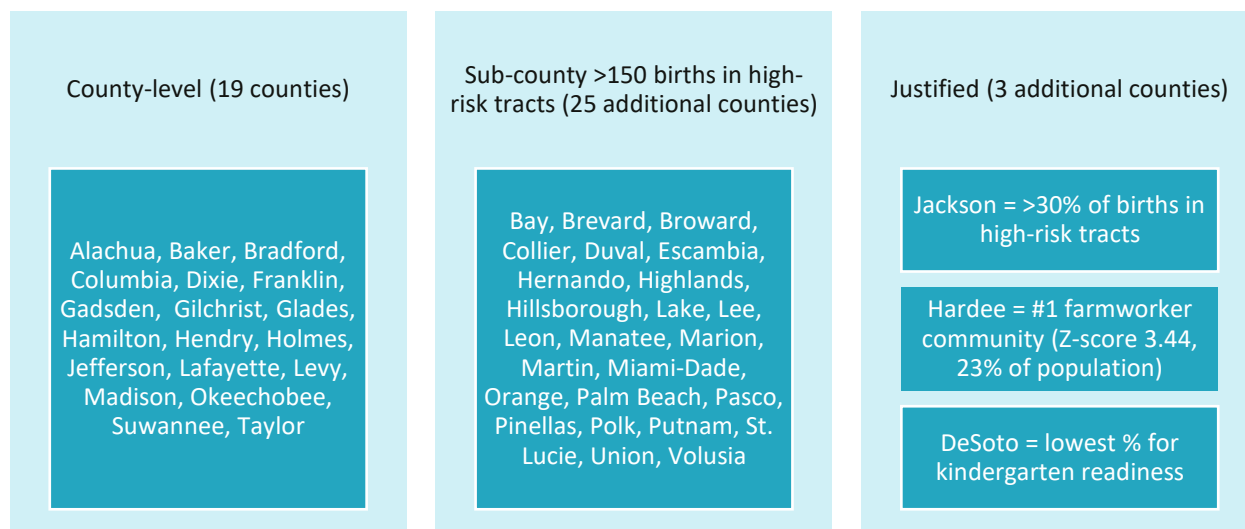 County-level (19 counties)
Alachua, Baker, Bradford,
Columbia, Dixie, Franklin,
Gadsden,  Gilchrist, Glades,
Hamilton, Hendry, Holmes,
Jefferson, Lafayette, Levy,
Madison, Okeechobee,
Suwannee, Taylor
Sub-county >150 births in high-
risk tracts (25 additional counties)
Bay, Brevard, Broward,
Collier, Duval, Escambia,
Hernando, Highlands,
Hillsborough, Lake, Lee,
Leon, Manatee, Marion,
Martin, Miami-Dade,
Orange, Palm Beach, Pasco,
Pinellas, Polk, Putnam, St.
Lucie, Union, Volusia
Justified (3 additional counties)
Jackson = >30% of births in
high-risk tracts
Hardee = #1 farmworker
community (Z-score 3.44,
23% of population)
DeSoto = lowest % for
kindergarten readiness